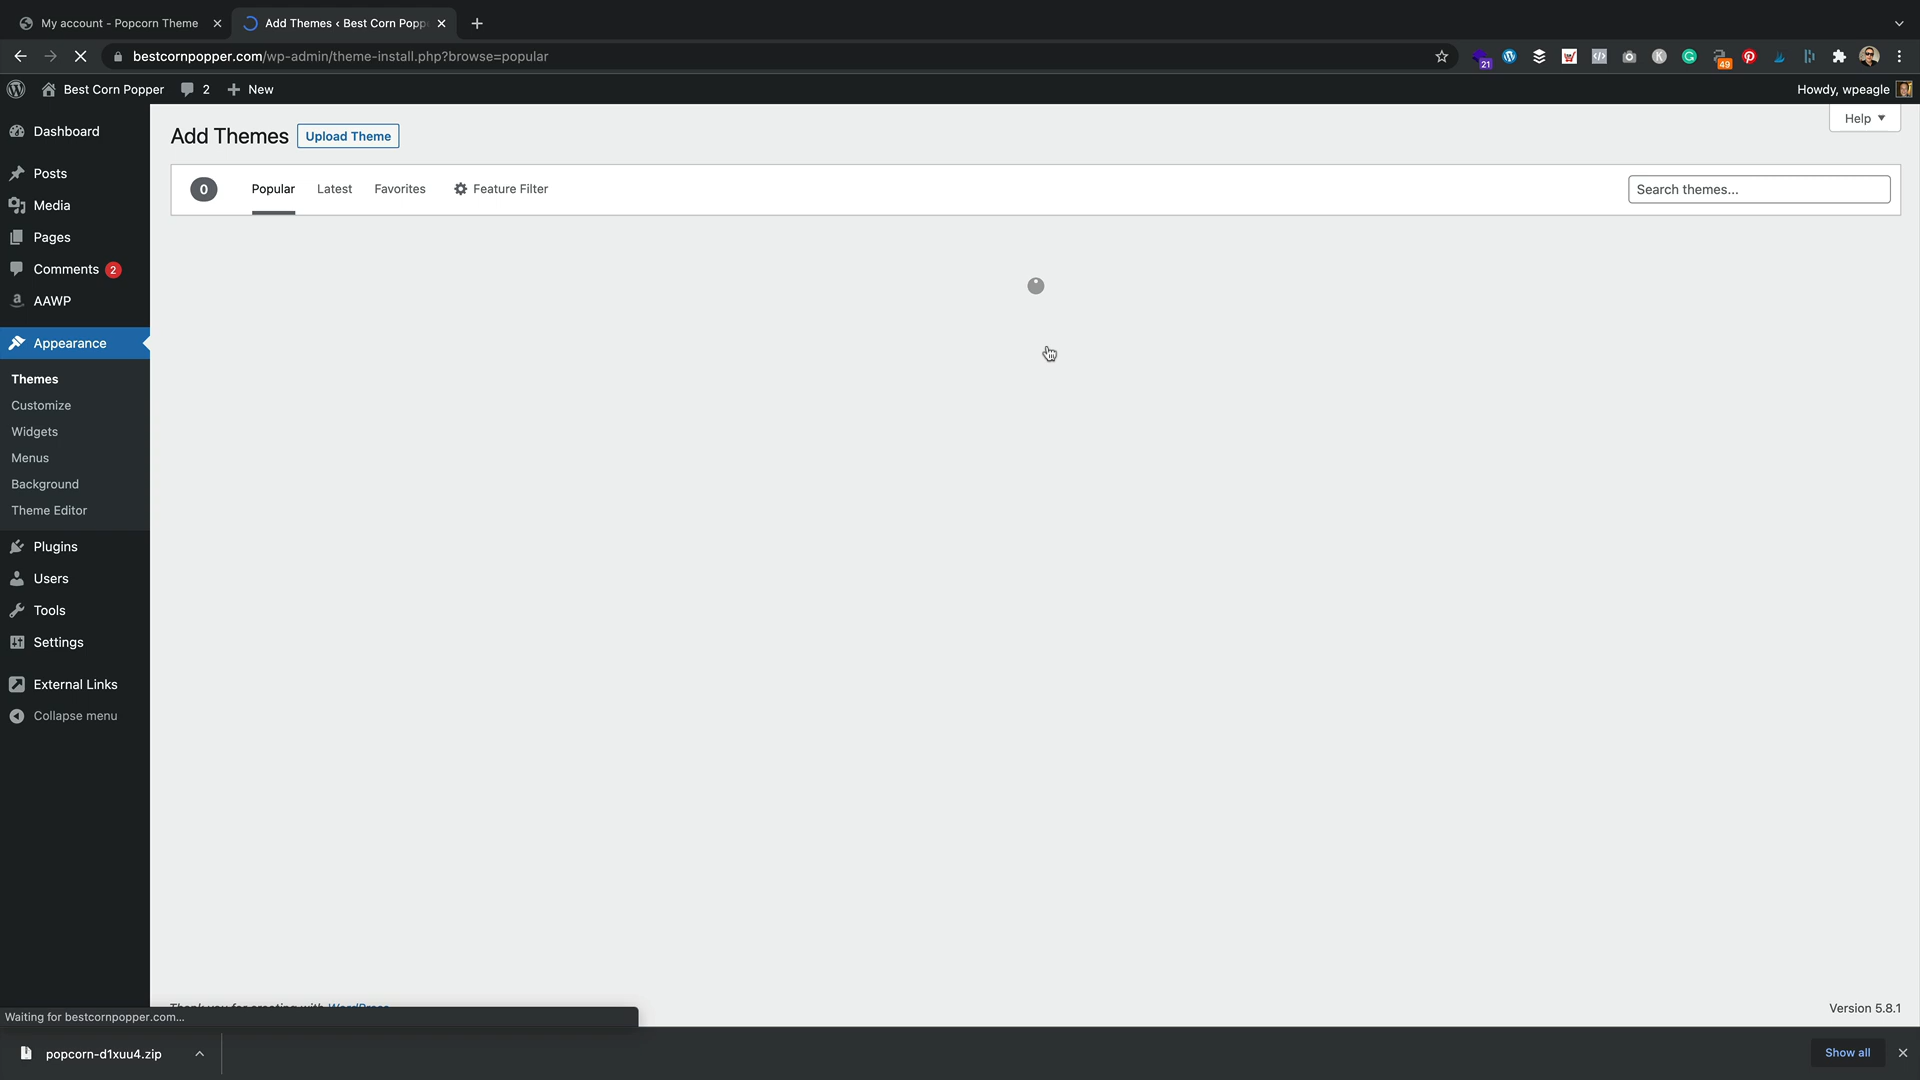 My account - Popcorn Theme
Add Themes ‹ Best Corn Popp
bestcornpopper.com/wp-admin/theme-install.php?browse=popular
21
49
Best Corn Popper
2
New
Howdy, wpeagle
Dashboard
Posts
Media
Pages
Comments 2
AAWP
Appearance
Themes
Customize
Widgets
Menus
Background
Theme Editor
Plugins
Users
Tools
Settings
External Links
Collapse menu
Add Themes
Upload Theme
Help
0
Popular
Latest
Favorites
Feature Filter
Search themes...
Thank you for creating with WordPress
Version 5.8.1
Waiting for bestcornpopper.com...
popcorn-d1xuu4.zip
Show all